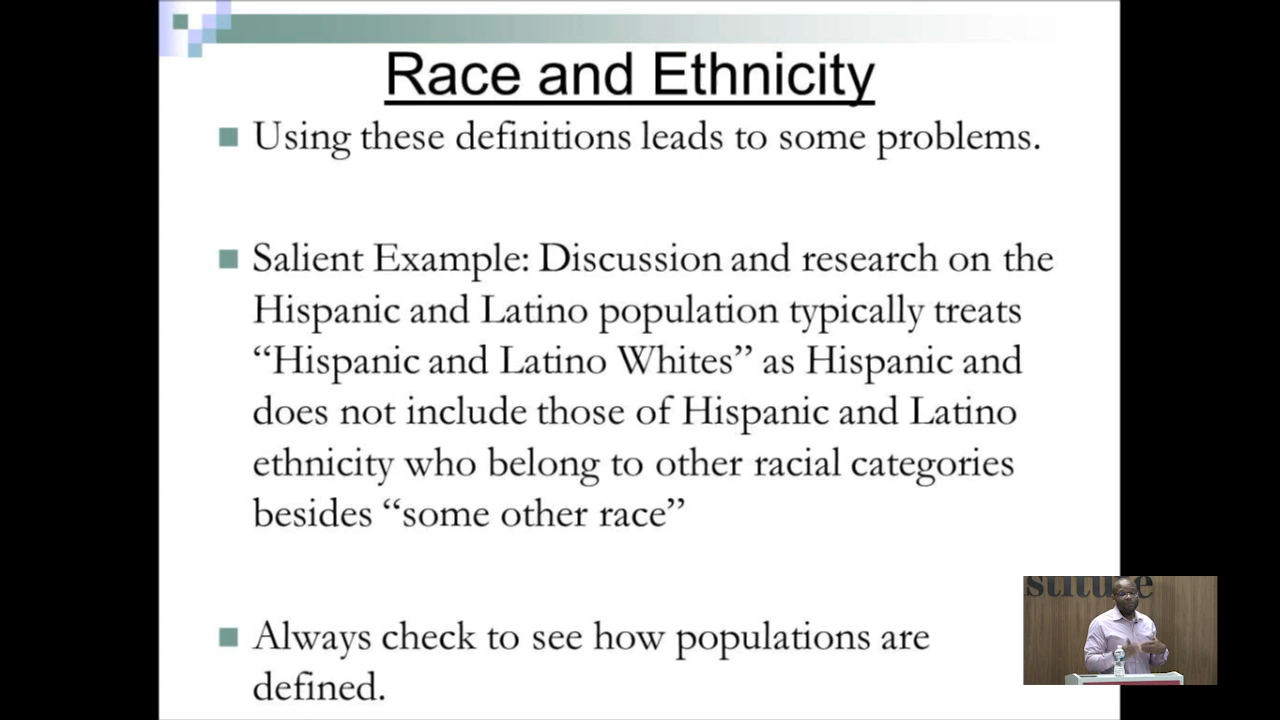 Race and Ethnicity
Using these definitions leads to some problems.
Salient Example: Discussion and research on the
Hispanic and Latino population typically treats
“Hispanic and Latino Whites” as Hispanic and
does not include those of Hispanic and Latino
ethnicity who belong to other racial categories
besides “some other race”
Always check to see how populations are
defined.
stitute